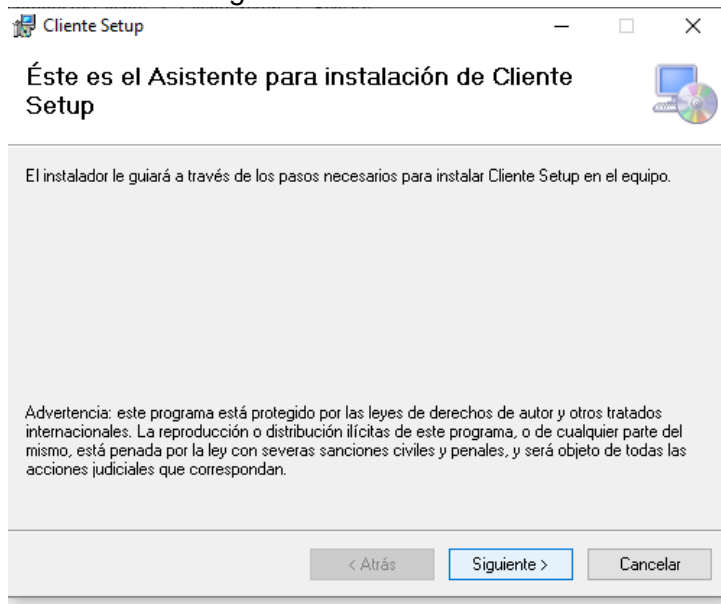 Cliente Setup
Éste es el Asistente para instalación de Cliente
Setup
El instalador le guiará a través de los pasos necesarios para instalar Cliente Setup en el equipo.
Advertencia: este programa está protegido por las leyes de derechos de autor y otros tratados
internacionales. La reproducción o distribución ilícitas de este programa, o de cualquier parte del
mismo, está penada por la ley con severas sanciones civiles y penales, y será objeto de todas las
acciones judiciales que correspondan.
< Atrás Siguiente > Cancelar